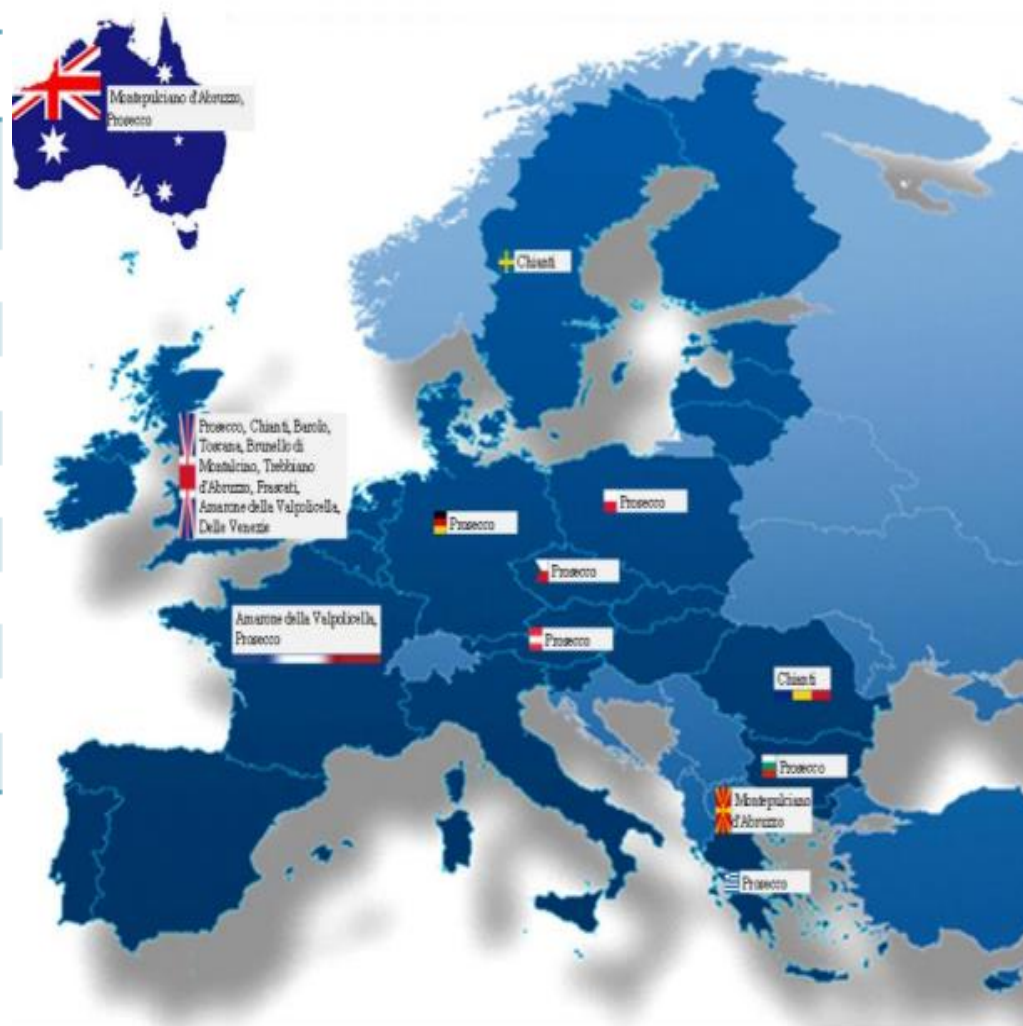 Montepulciano d'Abruzzo,
Prosecco
Chianti
Prosecco, Chianti, Barolo,
Toscana, Brunello di
Montalcino, Trebbiano
d'Abruzzo, Frascati,
Amarone della Valpolicella,
Delle Venezie
Prosecco
Prosecco
Prosecco
Amarone della Valpolicella,
Prosecco
Prosecco
Chianti
Prosecco
Montepulciano
d'Abruzzo
Prosecco